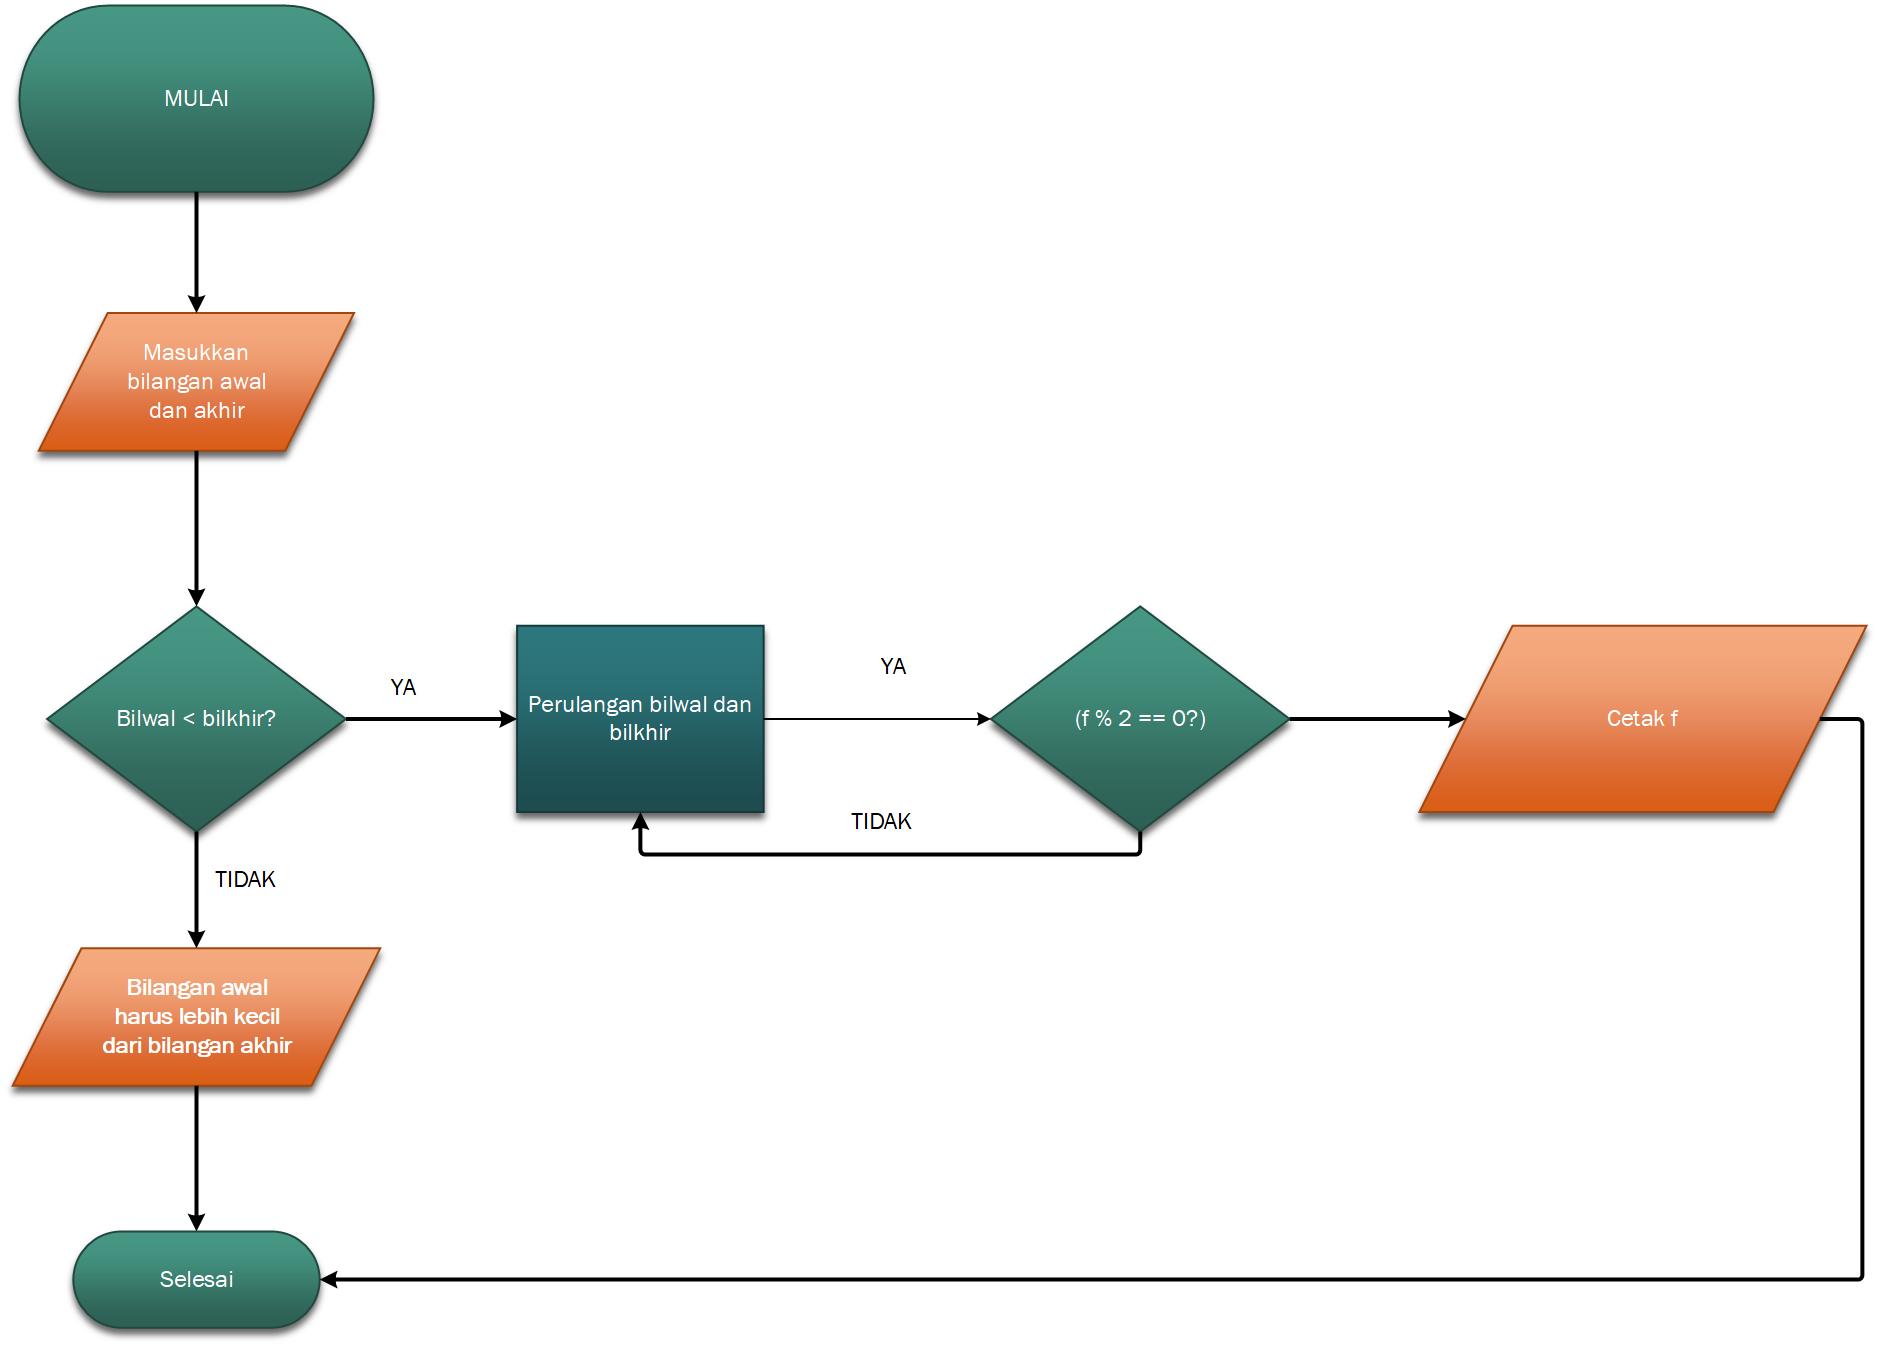 MULAI
Masukkan
bilangan awal
dan akhir
Bilwal < bilkhir?
YA
Perulangan bilwal dan
bilkhir
YA
(f % 2 == 0?)
Cetak f
TIDAK
TIDAK
Bilangan awal
harus lebih kecil
dari bilangan akhir
Selesai